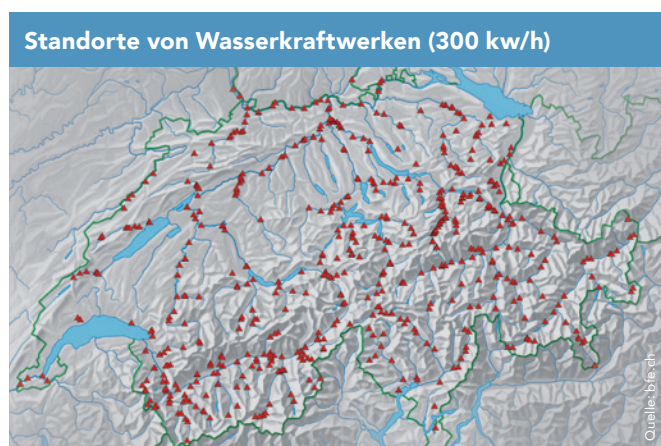 Standorte von Wasserkraftwerken (300 kw/h)
Quelle: bfe.ch